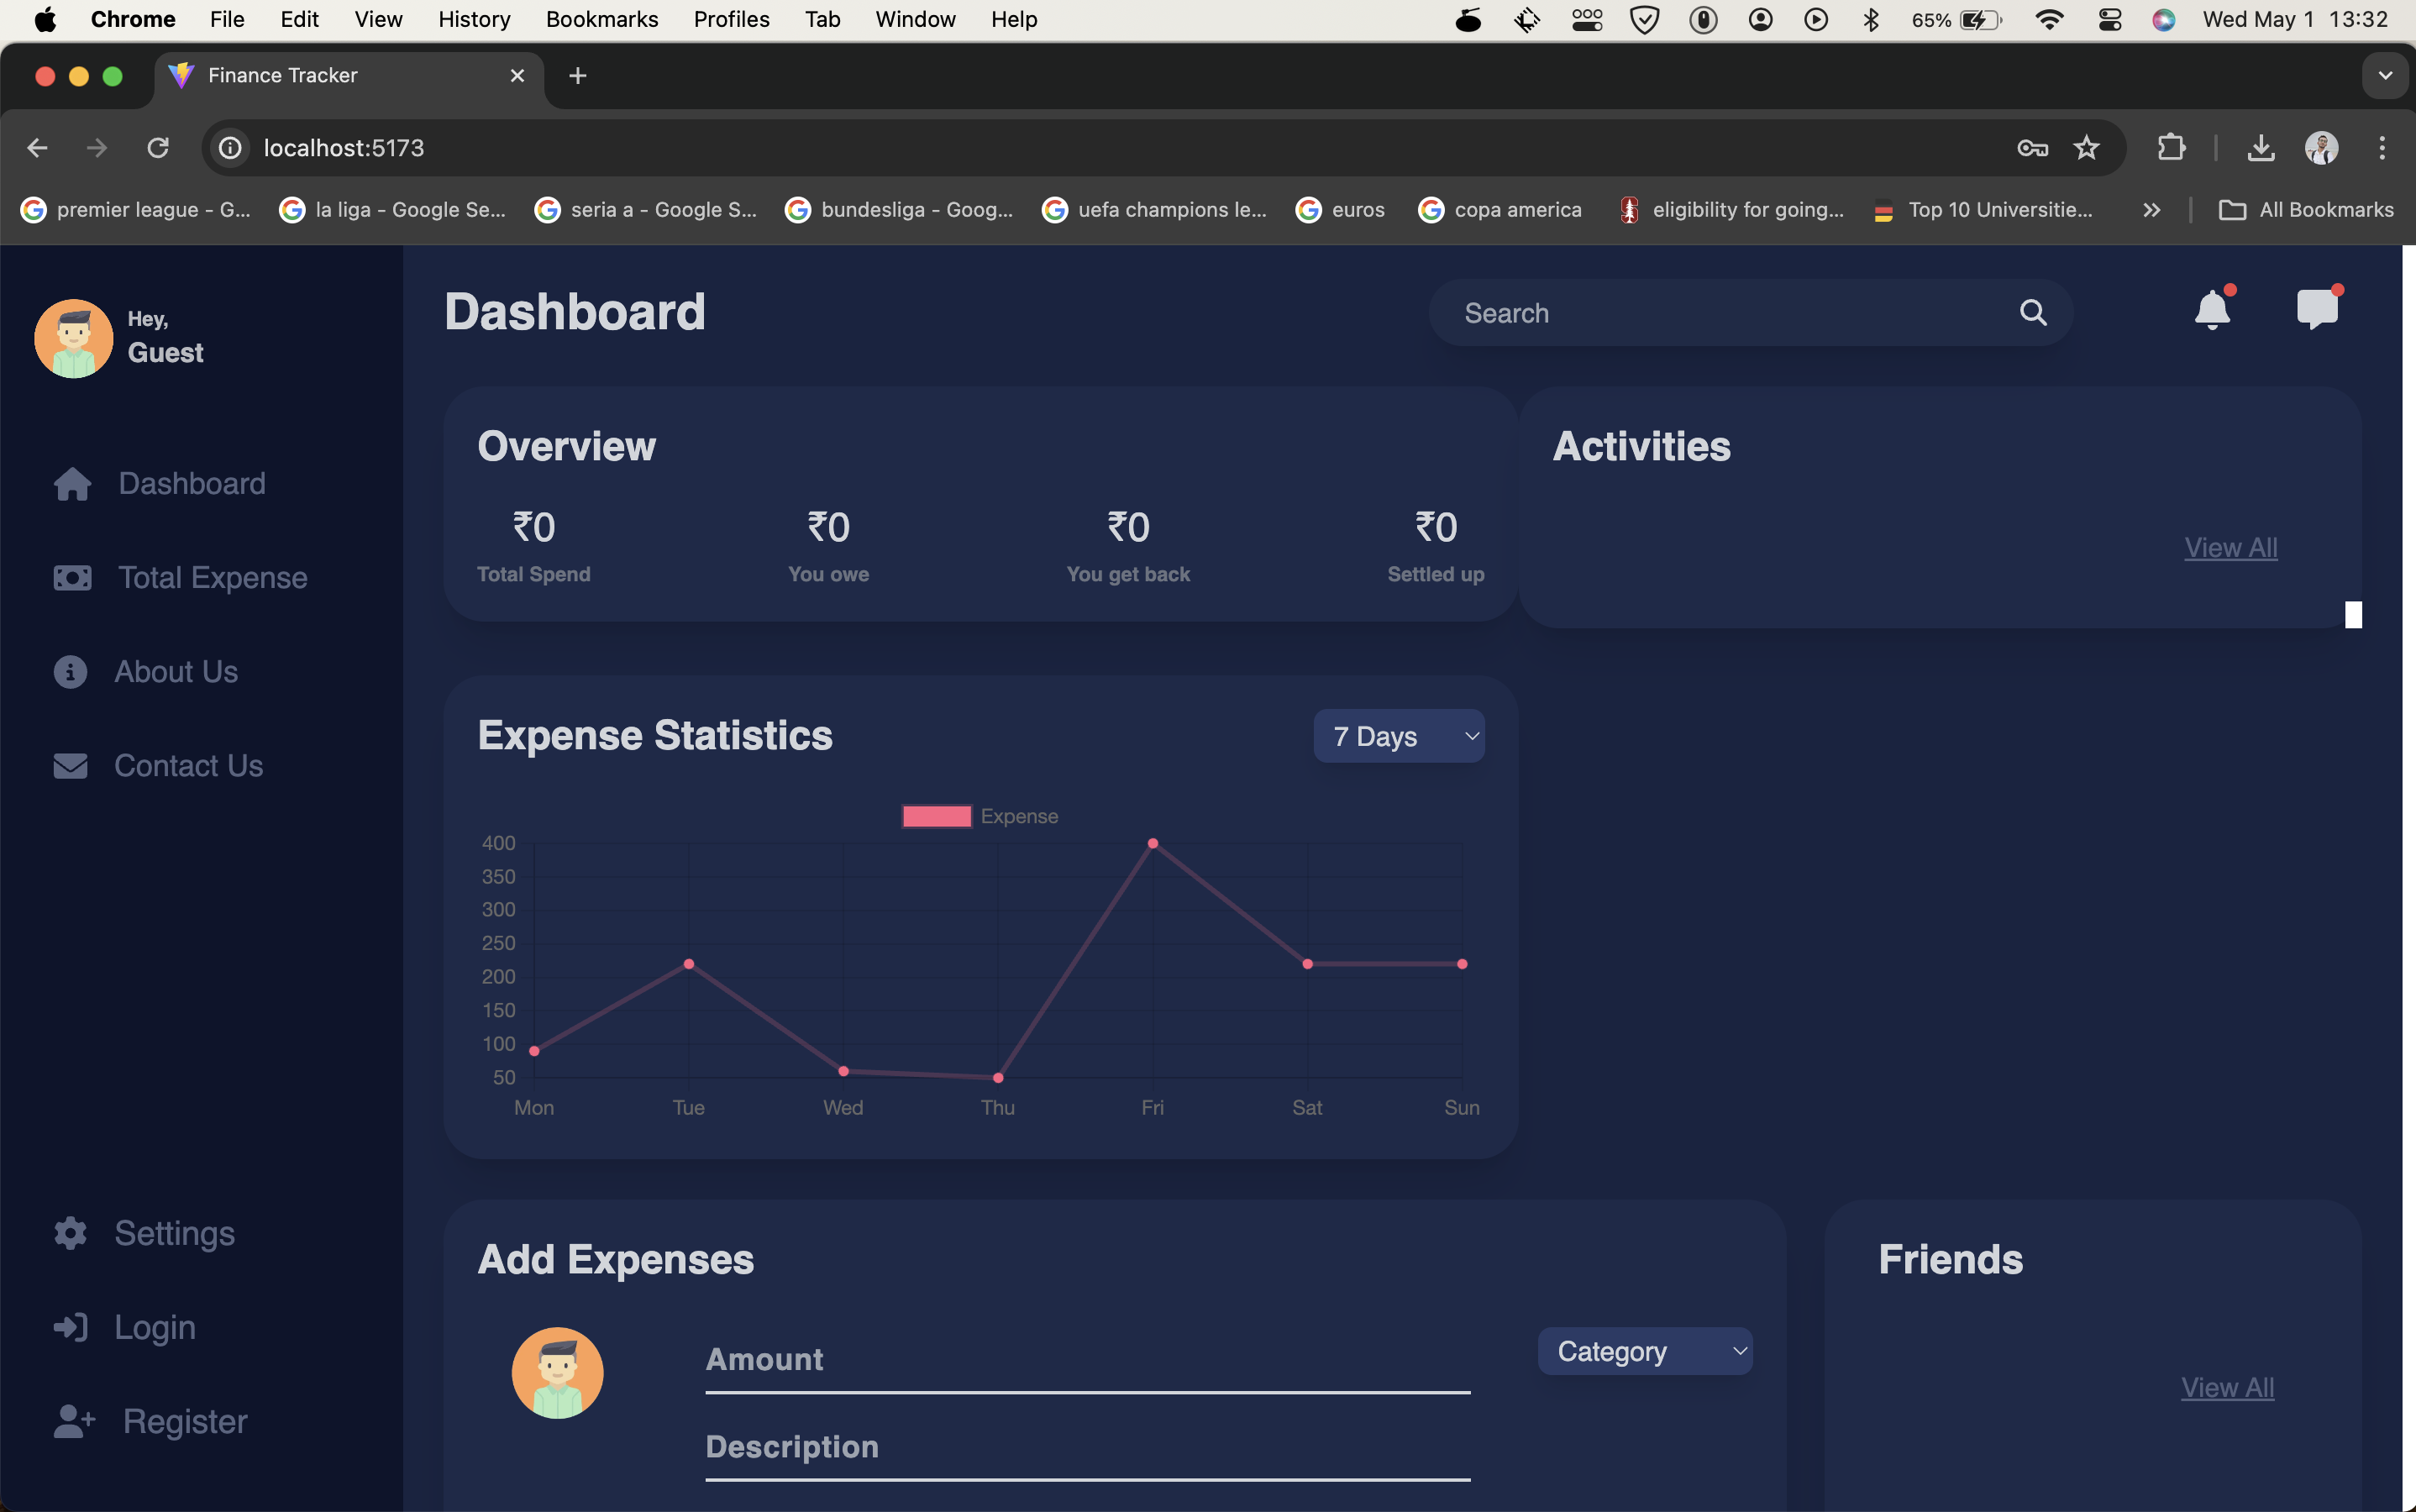 Chrome File Edit View History Bookmarks Profiles Tab Window Help 65% Wed May 1 13:32
Finance Tracker
localhost:5173
premier league - G... la liga - Google Se... seria a - Google S... bundesliga - Goog... uefa champions le... euros copa america eligibility for going... Top 10 Universitie... All Bookmarks
Hey,
Guest
Dashboard
Total Expense
About Us
Contact Us
Settings
Login
Register
Dashboard
Search
Overview
₹0 ₹0 ₹0 ₹0
Total Spend You owe You get back Settled up
Activities
View All
Expense Statistics
7 Days
Expense
400
350
300
250
200
150
100
50
Mon Tue Wed Thu Fri Sat Sun
Add Expenses
Amount
Category
Description
Friends
View All